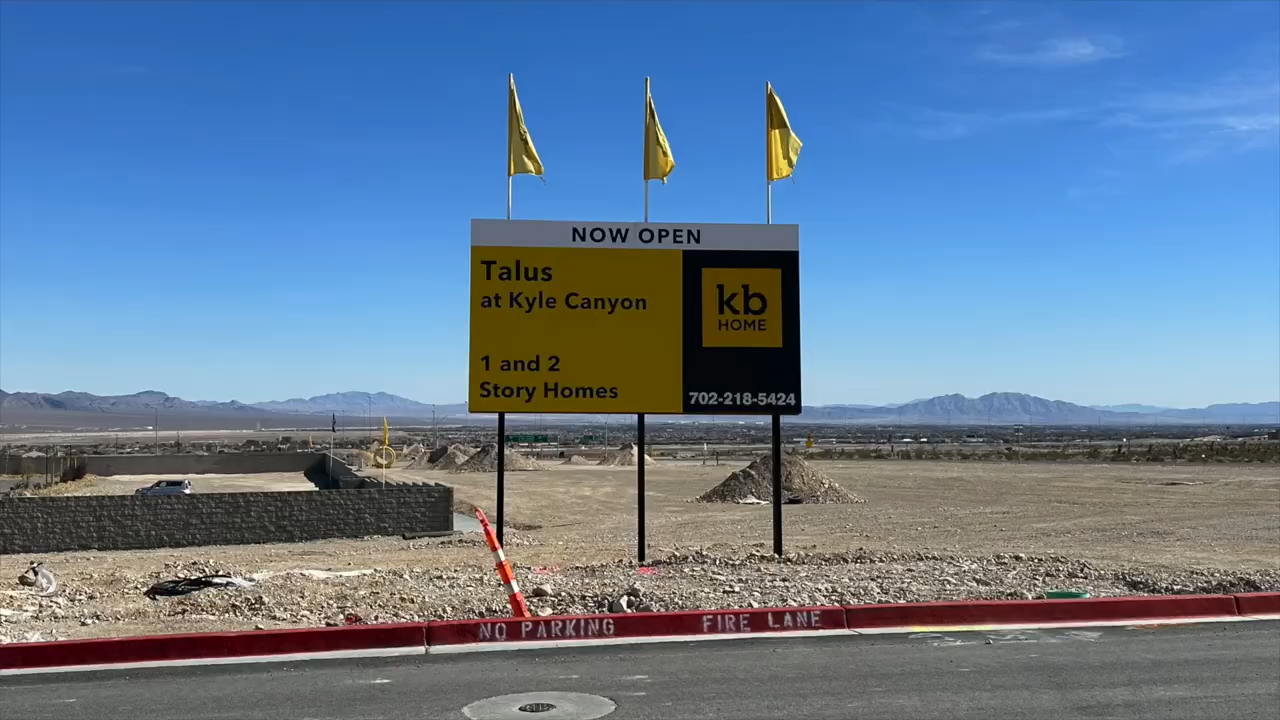 NOW OPEN
Talus
at Kyle Canyon
1 and 2
Story Homes
kb
HOME
702-218-5424
NO PARKING FIRE LANE